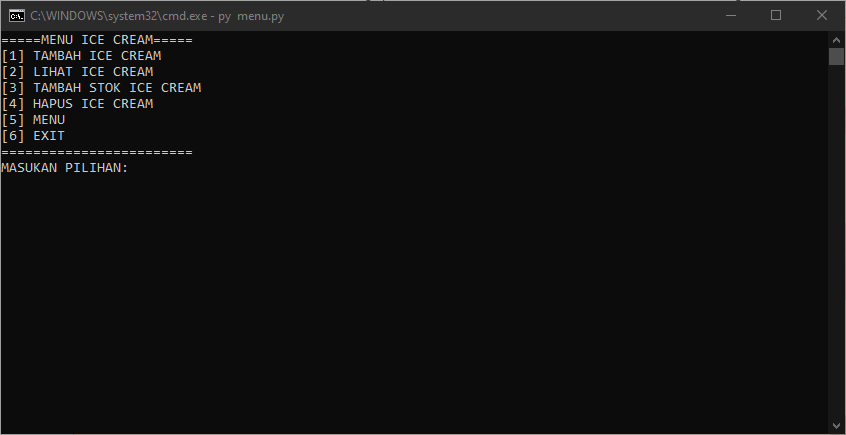 C:\WINDOWS\system32\cmd.exe - py  menu.py
=====MENU ICE CREAM=====
[1] TAMBAH ICE CREAM
[2] LIHAT ICE CREAM
[3] TAMBAH STOK ICE CREAM
[4] HAPUS ICE CREAM
[5] MENU
[6] EXIT
========================
MASUKAN PILIHAN: